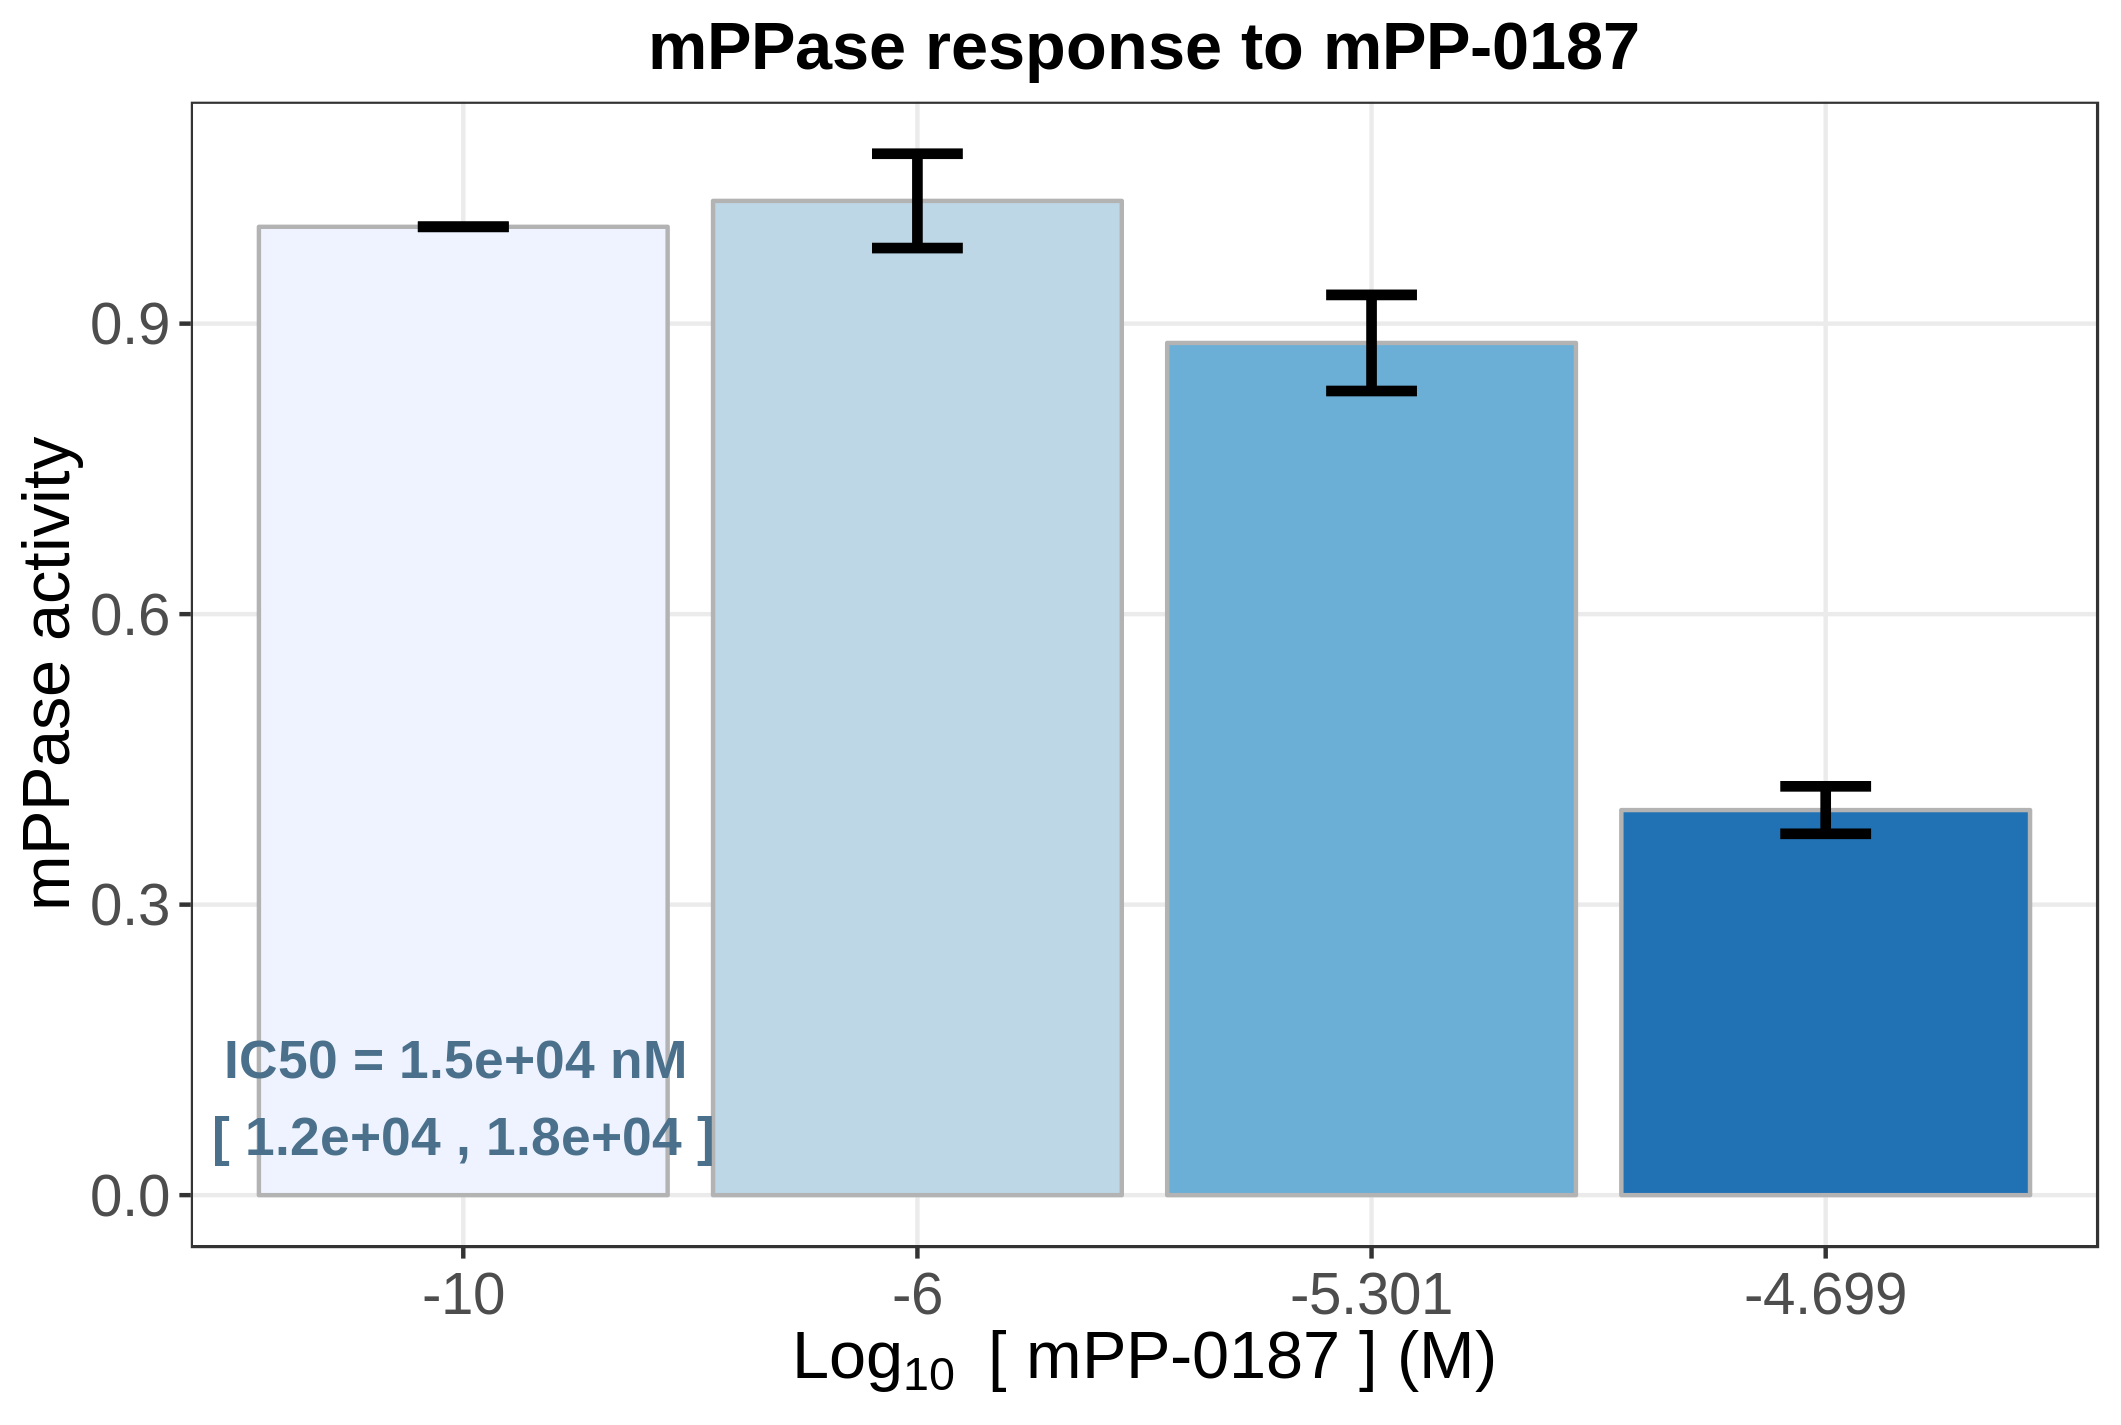 mPPase response to mPP-0187
mPPase activity
0.9
0.6
0.3
0.0
IC50 = 1.5e+04 nM
[ 1.2e+04 , 1.8e+04 ]
-10
-6
-5.301
-4.699
Log₁₀ [ mPP-0187 ] (M)